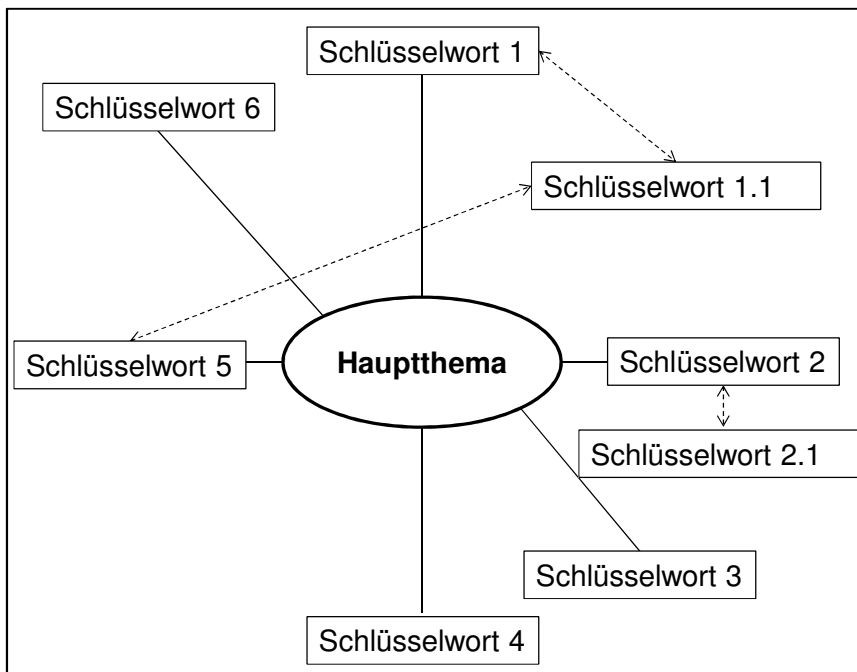 Schlüsselwort 1
Schlüsselwort 6
Schlüsselwort 1.1
Schlüsselwort 5
Hauptthema
Schlüsselwort 2
Schlüsselwort 2.1
Schlüsselwort 3
Schlüsselwort 4